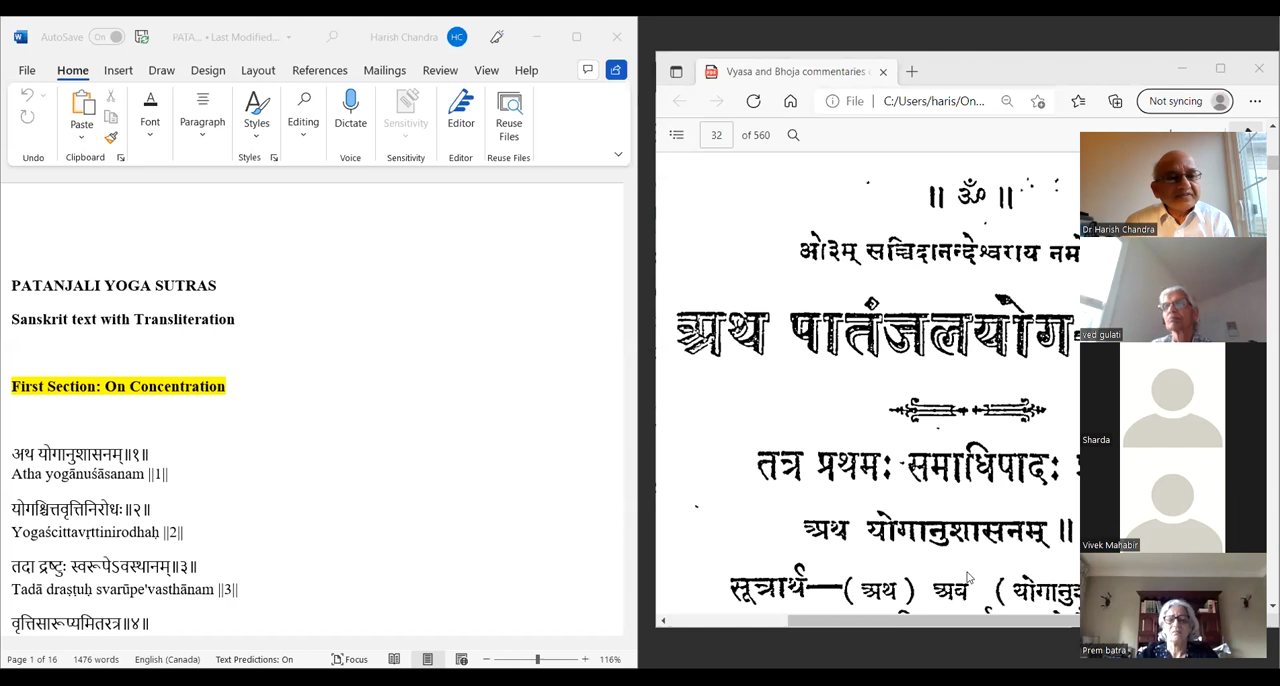 AutoSave On PATA... • Last Modified... Harish Chandra HC
File Home Insert Draw Design Layout References Mailings Review View Help
Paste Font Paragraph Styles Editing Dictate Sensitivity Editor Reuse Files
Undo Clipboard Styles Voice Sensitivity Editor Reuse Files
PATANJALI YOGA SUTRAS
Sanskrit text with Transliteration
First Section: On Concentration
अथ योगानुशासनम्॥१॥
Atha yogānuśāsanam ||1||
योगश्चित्तवृत्तिनिरोधः॥२॥
Yogaścittavṛttinirodhaḥ ||2||
तदा द्रष्टुः स्वरूपेऽवस्थानम्॥३॥
Tadā draṣṭuḥ svarūpe'vasthānam ||3||
वृत्तिसारूप्यमितरत्र॥४॥
Page 1 of 16 1476 words English (Canada) Text Predictions: On Focus 116%
Vyasa and Bhoja commentaries
File C:/Users/haris/On... Not syncing
32 of 560
॥ ॐ ॥
ओ३म् सच्चिदानन्देश्वराय नमो
अथ पातंजलयोग
तत्र प्रथमः समाधिपादः
अथ योगानुशासनम् ॥
सूत्रार्थ—( अथ ) अब ( योगानुश
Dr Harish Chandra
ved gulati
Sharda
Vivek Mahabir
Prem batra